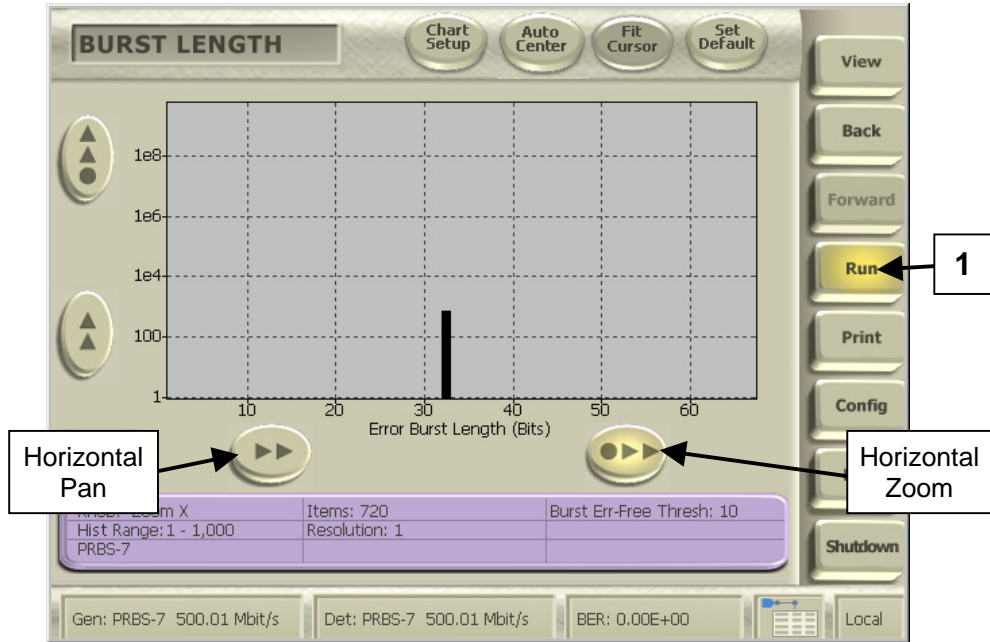 BURST LENGTH
Chart Setup
Auto Center
Fit Cursor
Set Default
View
Back
Forward
Run
1
Print
Config
Shutdown
1e8
1e6
1e4
100
1
10
20
30
40
50
60
Error Burst Length (Bits)
Horizontal
Pan
Horizontal
Zoom
Zoom X
Items: 720
Burst Err-Free Thresh: 10
Hist Range: 1 - 1,000
Resolution: 1
PRBS-7
Gen: PRBS-7 500.01 Mbit/s
Det: PRBS-7 500.01 Mbit/s
BER: 0.00E+00
Local